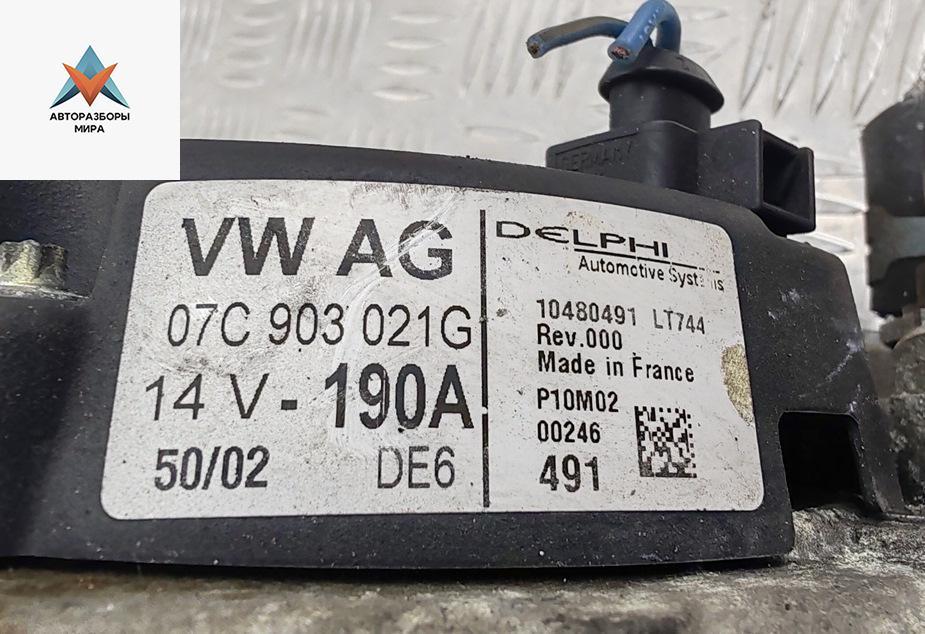 АВТОРАЗБОРЫ
МИРА
GERMANY
VW AG
07C 903 021G
14 V - 190A
50/02 DE6
DELPHI
Automotive Systems
10480491 LT744
Rev.000
Made in France
P10M02
00246
491